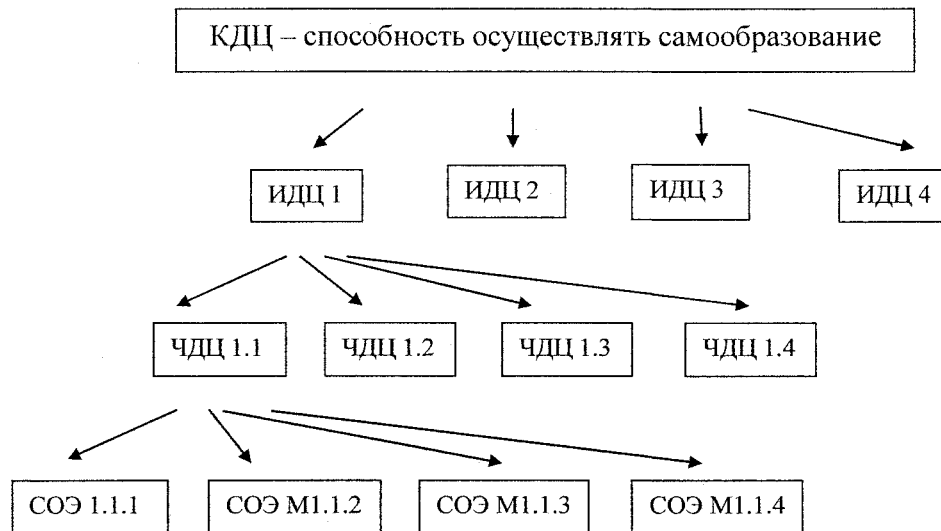 КДЦ – способность осуществлять самообразование
ИДЦ 1 ИДЦ 2 ИДЦ 3 ИДЦ 4
ЧДЦ 1.1 ЧДЦ 1.2 ЧДЦ 1.3 ЧДЦ 1.4
СОЭ 1.1.1 СОЭ М1.1.2 СОЭ М1.1.3 СОЭ М1.1.4